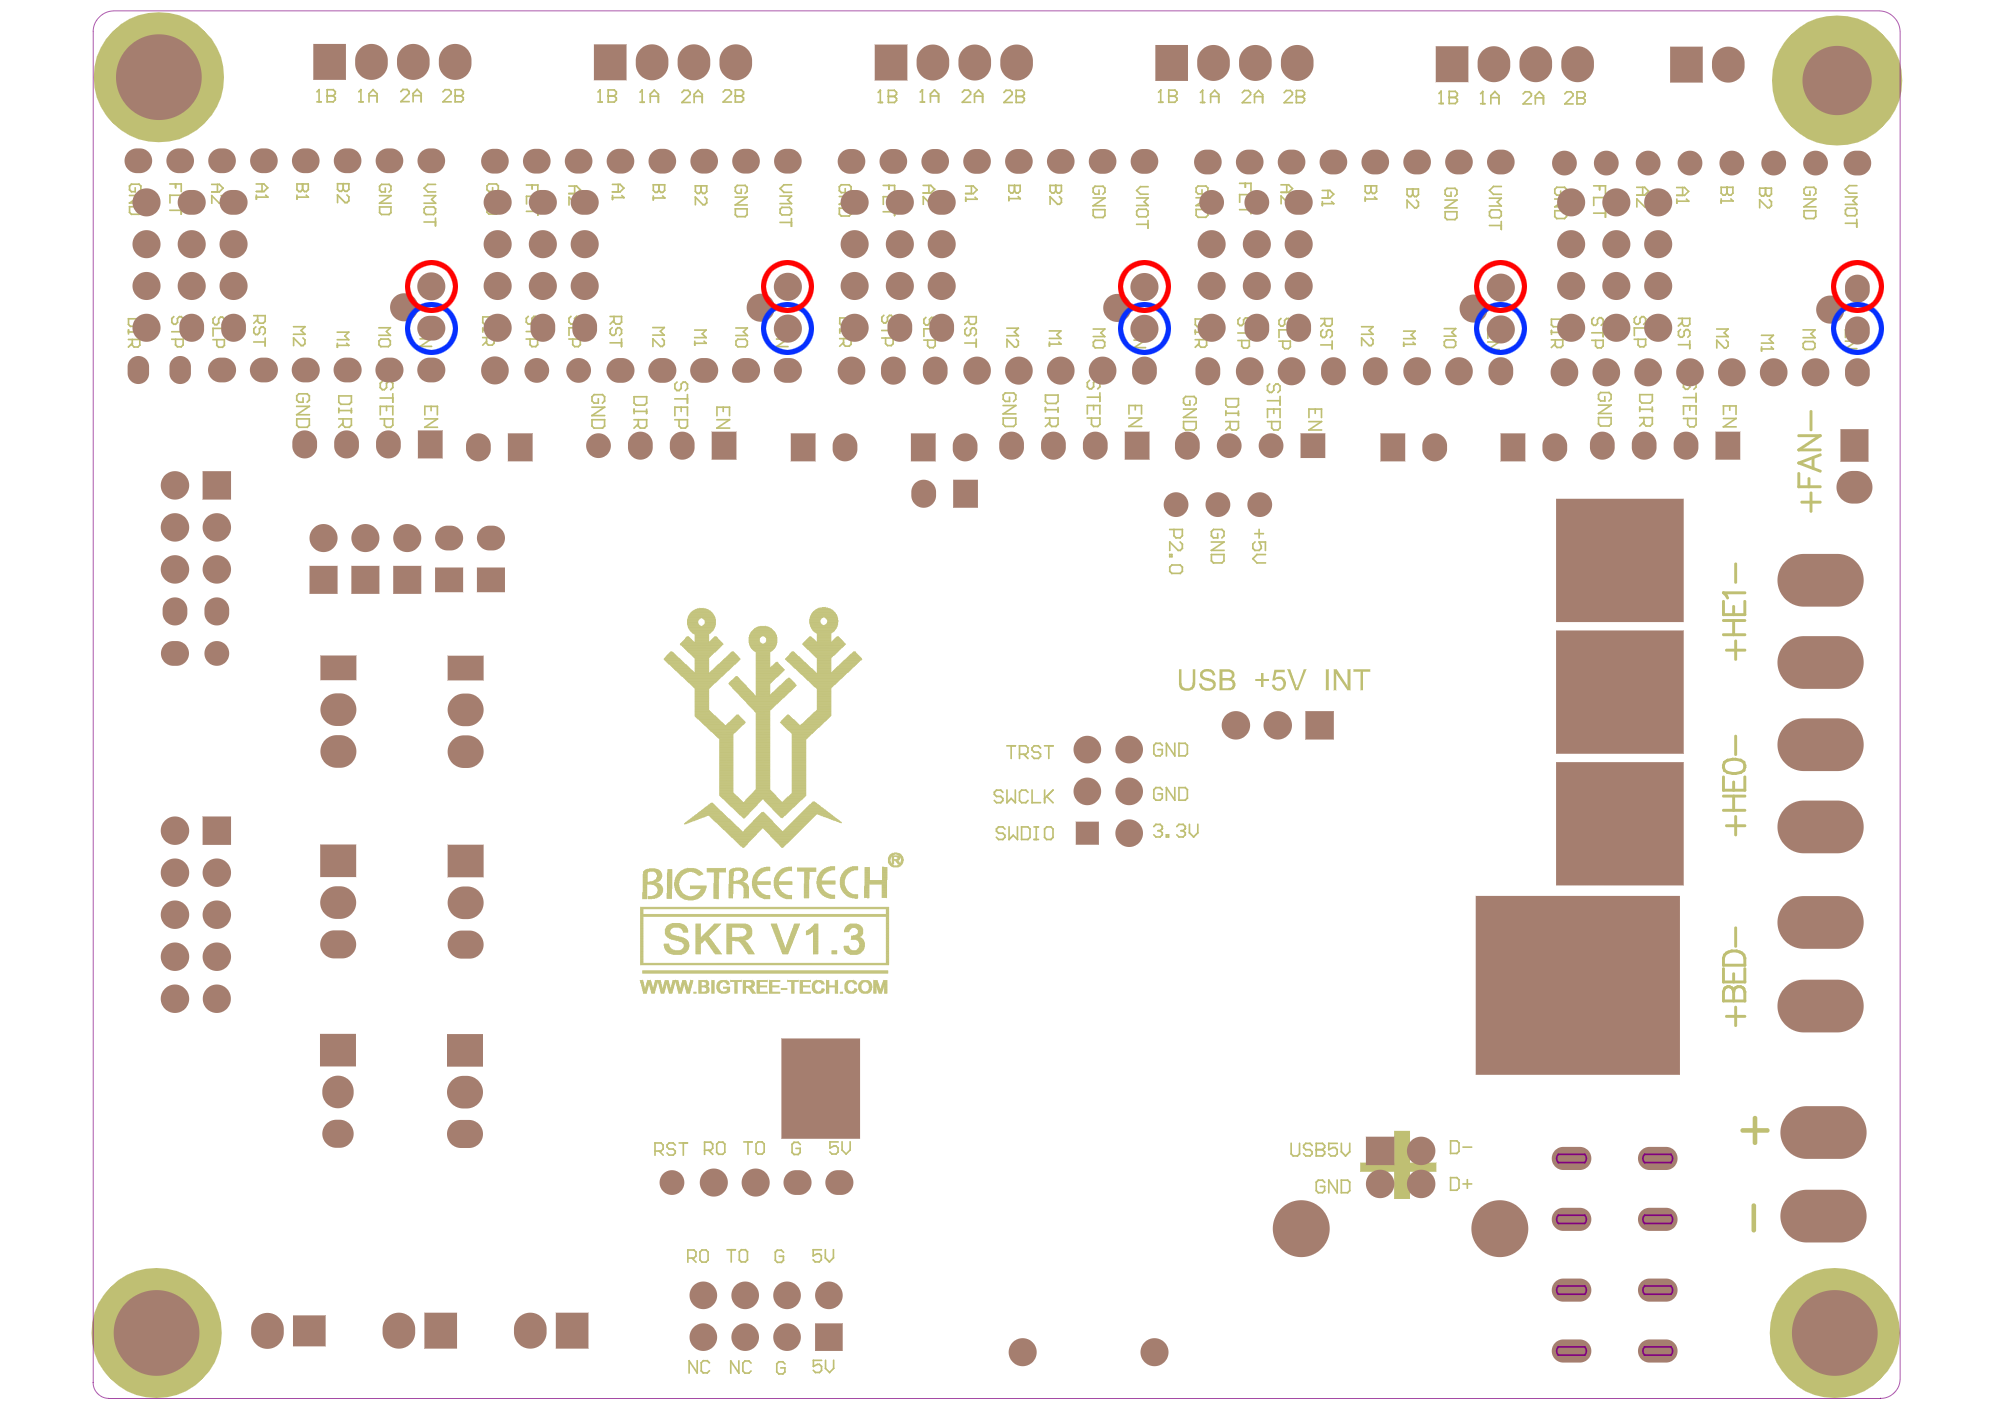 1B 1A 2A 2B 1B 1A 2A 2B 1B 1A 2A 2B 1B 1A 2A 2B 1B 1A 2A 2B
GND FLT A2 A1 B1 B2 GND VMOT A2 A1 B1 B2 GND VMOT GND A2 A1 B1 B2 GND VMOT GND FLT A2 A1 B1 B2 GND VMOT GND FLT A2 A1 B1 B2 GND VMOT
DIR STP SLP RST M2 M1 M0 DIR STP SLP RST M2 M1 M0 DIR STP SLP RST M2 M1 M0 DIR STP SLP RST M2 M1 M0 DIR STP SLP RST M2 M1 M0
GND DIR STEP EN GND DIR STEP EN GND DIR STEP EN GND DIR STEP EN GND DIR STEP EN
+FAN-
P2.0 GND +5V
+HE1-
USB +5V INT
TRST GND
SWCLK GND
SWDIO 3.3V
+HE0-
BIGTREETECH®
SKR V1.3
WWW.BIGTREE-TECH.COM
+BED-
+
-
RST R0 T0 G 5V
USB5V D-
GND D+
R0 T0 G 5V
NC NC G 5V